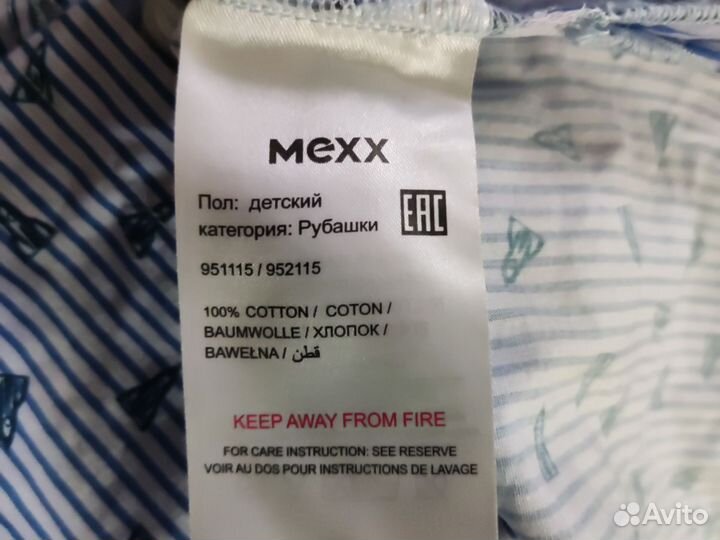 mexx
Пол: детский
категория: Рубашки
EAC
951115 / 952115
100% COTTON / COTON /
BAUMWOLLE / ХЛОПОК /
BAWEŁNA / قطن
KEEP AWAY FROM FIRE
FOR CARE INSTRUCTION: SEE RESERVE
VOIR AU DOS POUR INSTRUCTIONS DE LAVAGE
Avito